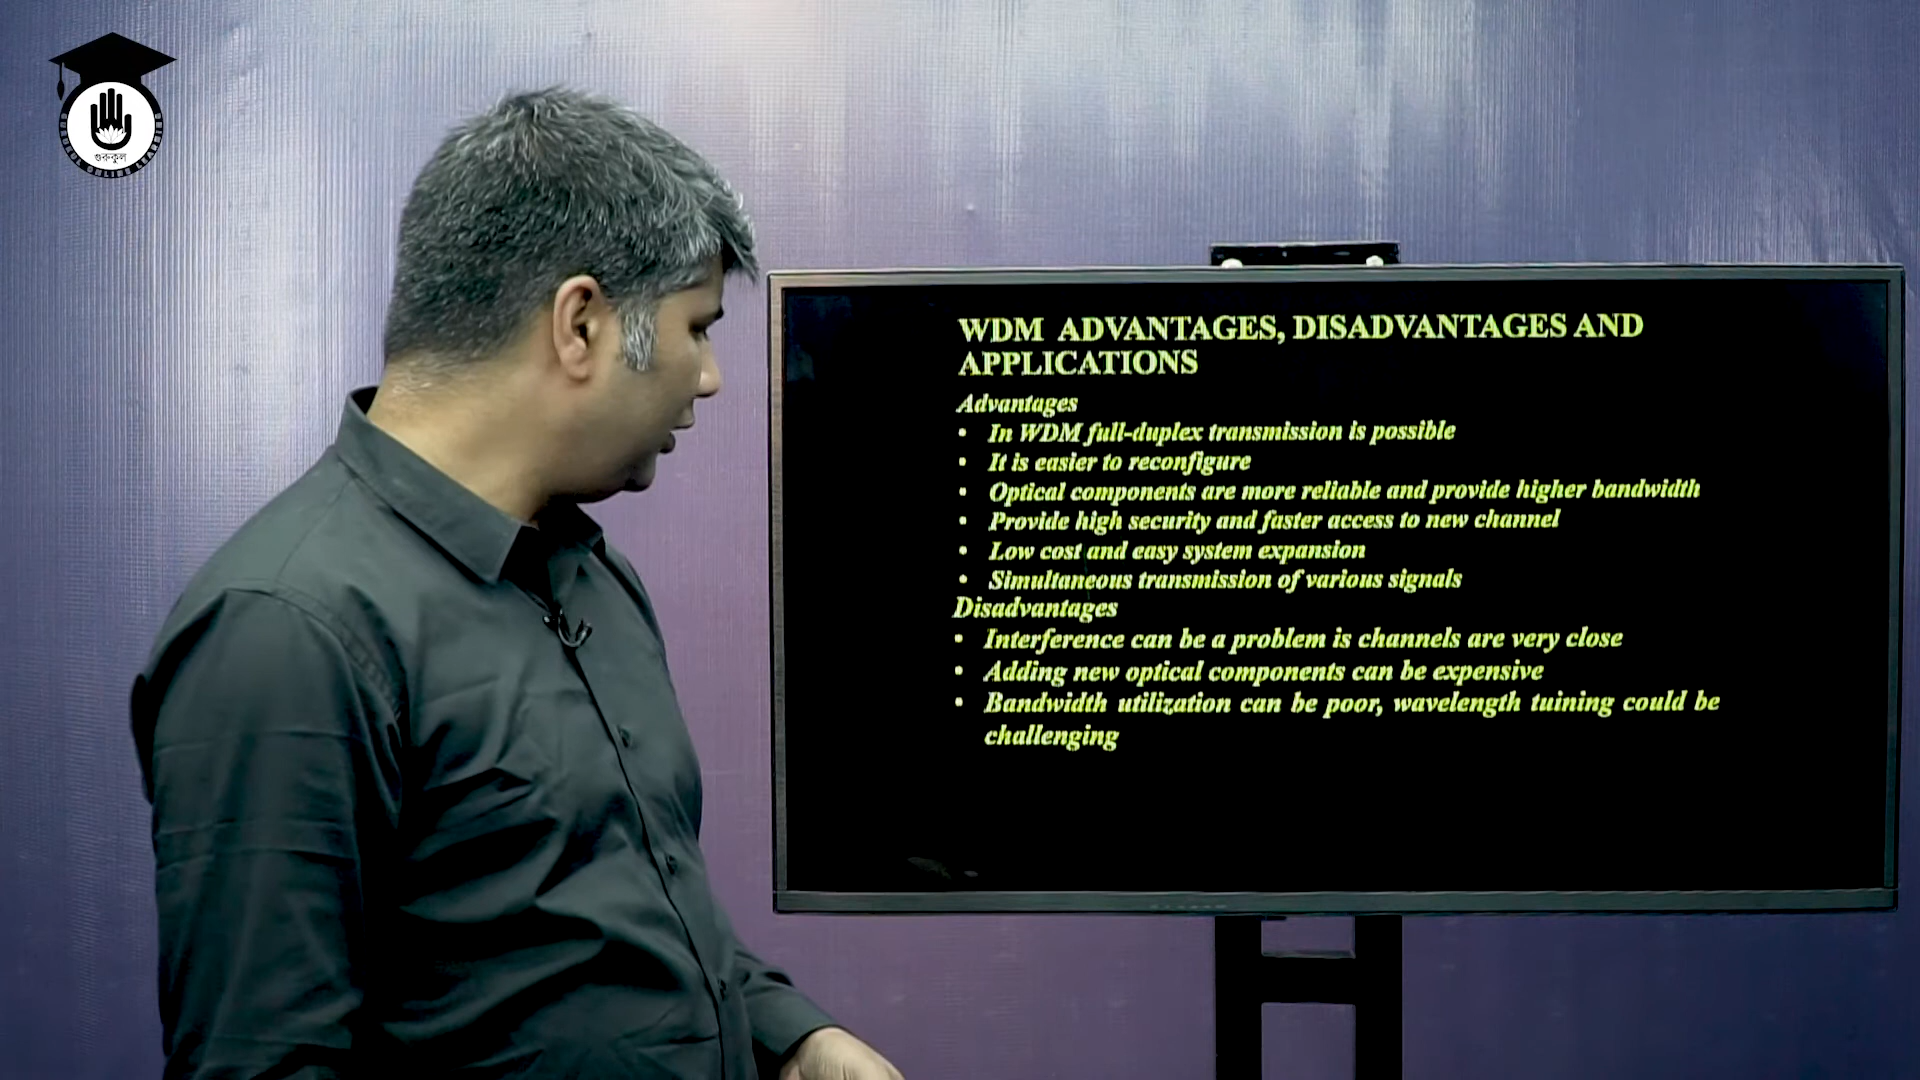 গুরুকুল
GURUKUL ONLINE LEARNING
WDM ADVANTAGES, DISADVANTAGES AND
APPLICATIONS
Advantages
• In WDM full-duplex transmission is possible
• It is easier to reconfigure
• Optical components are more reliable and provide higher bandwidth
• Provide high security and faster access to new channel
• Low cost and easy system expansion
• Simultaneous transmission of various signals
Disadvantages
• Interference can be a problem is channels are very close
• Adding new optical components can be expensive
• Bandwidth utilization can be poor, wavelength tuining could be
challenging